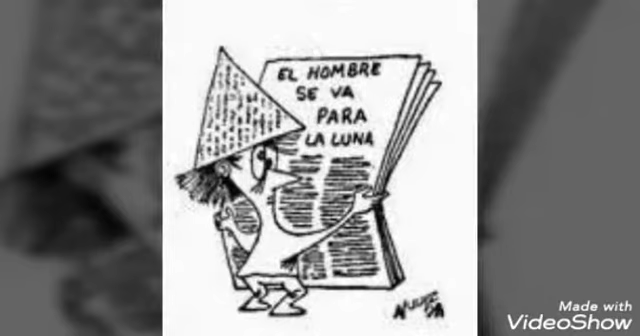 EL HOMBRE
SE VA
PARA
LA LUNA
Made with
VideoShow